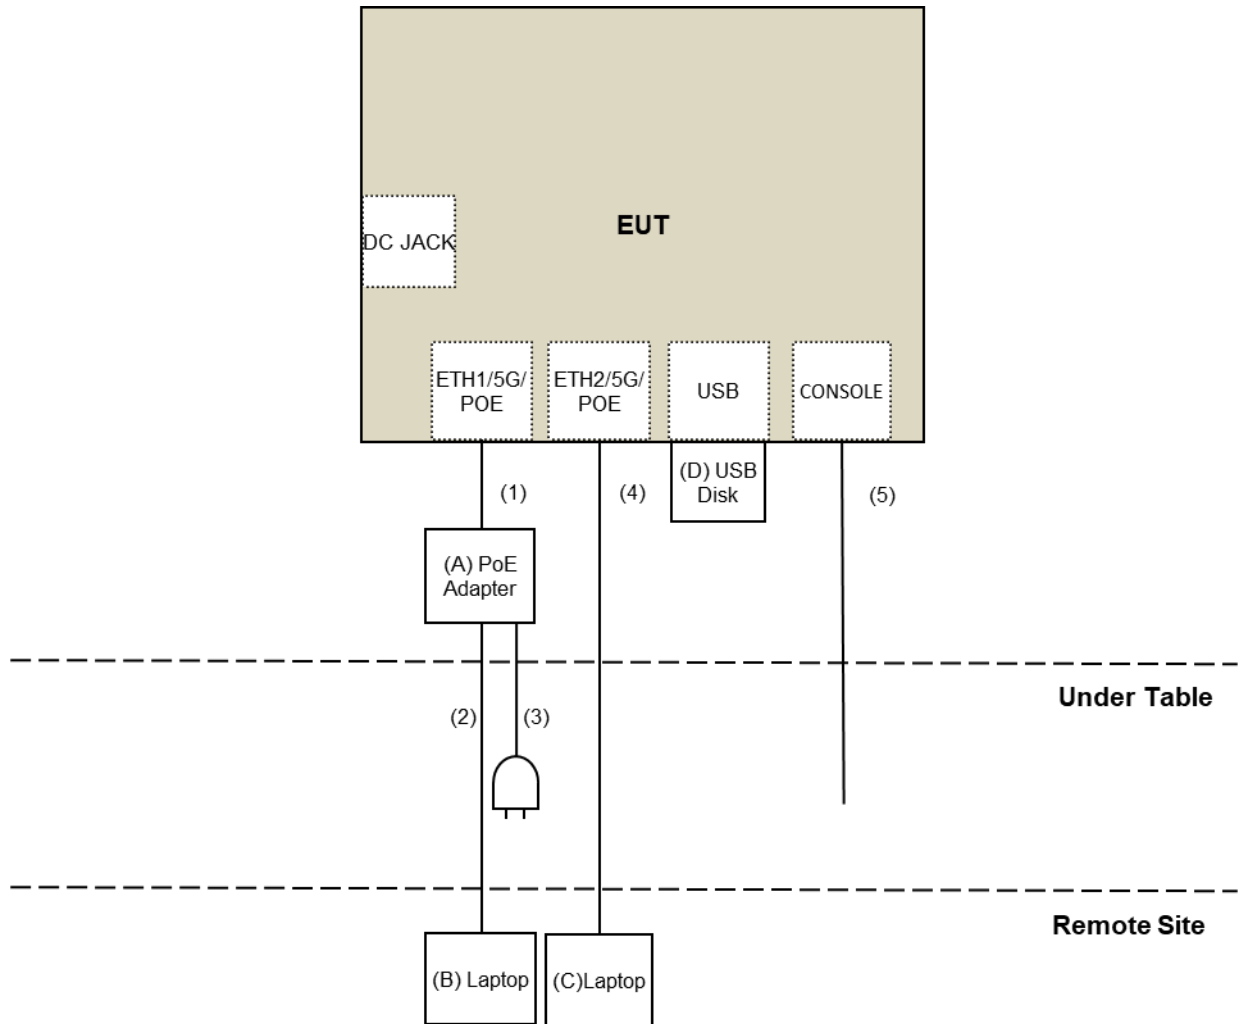 EUT
DC JACK
ETH1/5G/
POE
ETH2/5G/
POE
USB
CONSOLE
(1)
(4)
(D) USB
Disk
(5)
(A) PoE
Adapter
Under Table
(2)
(3)
Remote Site
(B) Laptop
(C)Laptop